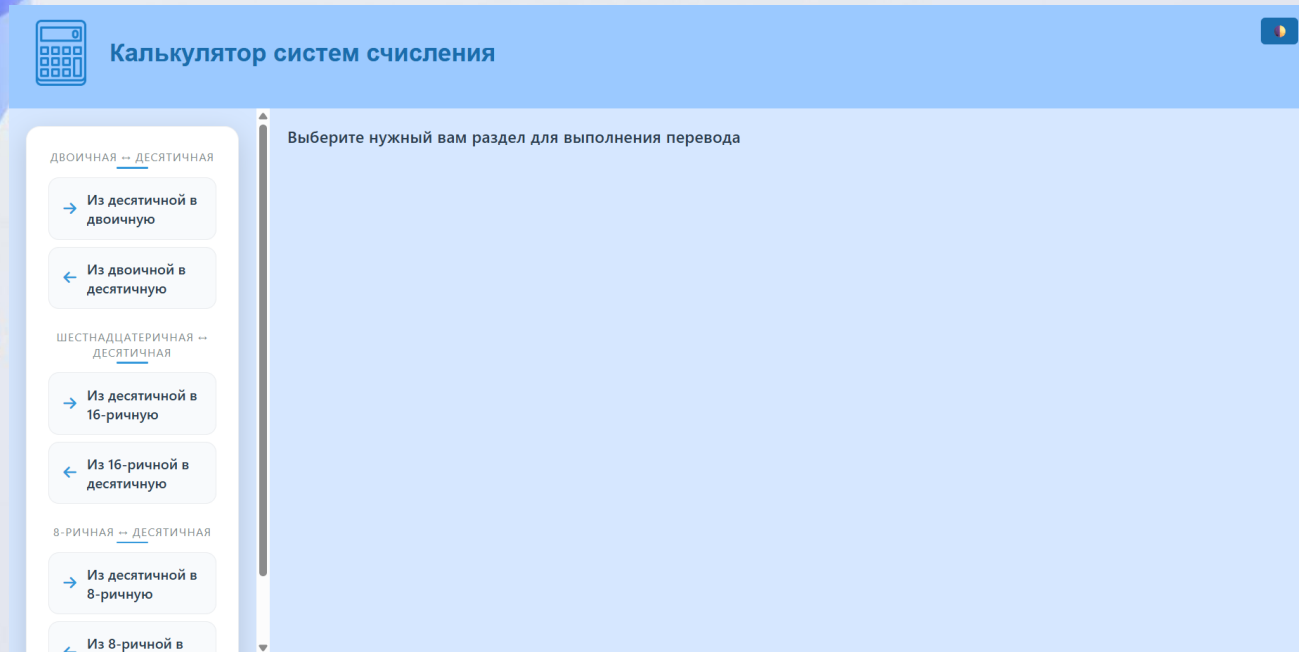 Калькулятор систем счисления
ДВОИЧНАЯ ↔ ДЕСЯТИЧНАЯ
Из десятичной в
двоичную
Из двоичной в
десятичную
ШЕСТНАДЦАТЕРИЧНАЯ ↔
ДЕСЯТИЧНАЯ
Из десятичной в
16-ричную
Из 16-ричной в
десятичную
8-РИЧНАЯ ↔ ДЕСЯТИЧНАЯ
Из десятичной в
8-ричную
Из 8-ричной в
Выберите нужный вам раздел для выполнения перевода